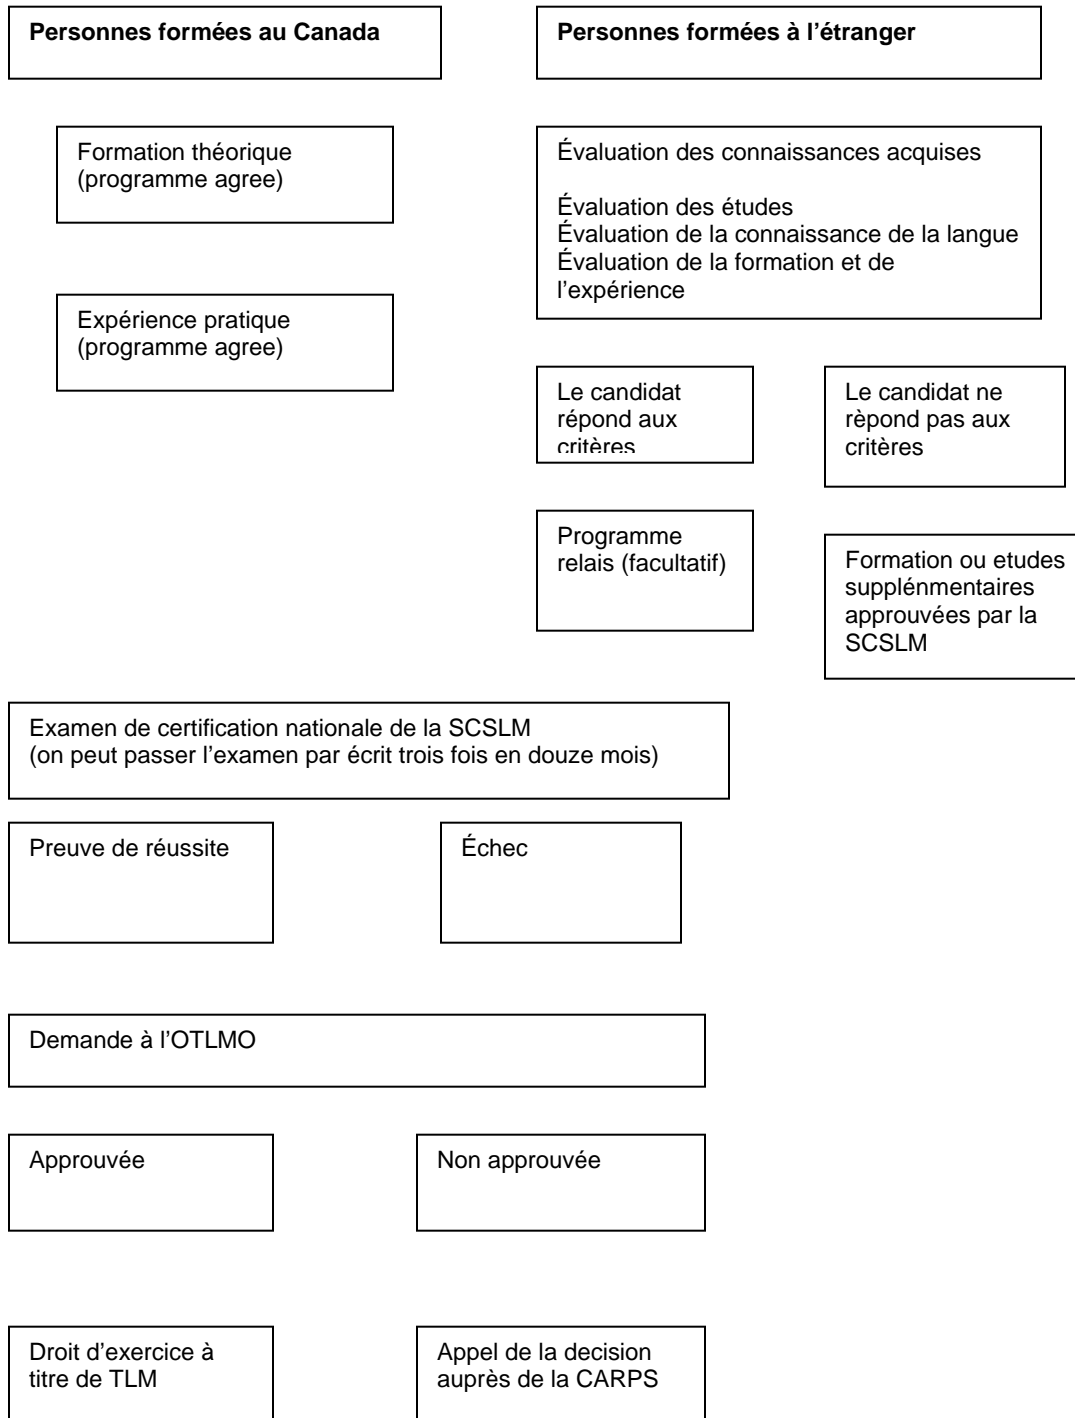 Personnes formées au Canada
Personnes formées à l'étranger
Formation théorique
(programme agree)
Évaluation des connaissances acquises
Évaluation des études
Évaluation de la connaissance de la langue
Évaluation de la formation et de
l'expérience
Expérience pratique
(programme agree)
Le candidat
répond aux
critères
Le candidat ne
rèpond pas aux
critères
Programme
relais (facultatif)
Formation ou etudes
supplénmentaires
approuvées par la
SCSLM
Examen de certification nationale de la SCSLM
(on peut passer l'examen par écrit trois fois en douze mois)
Preuve de réussite
Échec
Demande à l'OTLMO
Approuvée
Non approuvée
Droit d'exercice à
titre de TLM
Appel de la decision
auprès de la CARPS